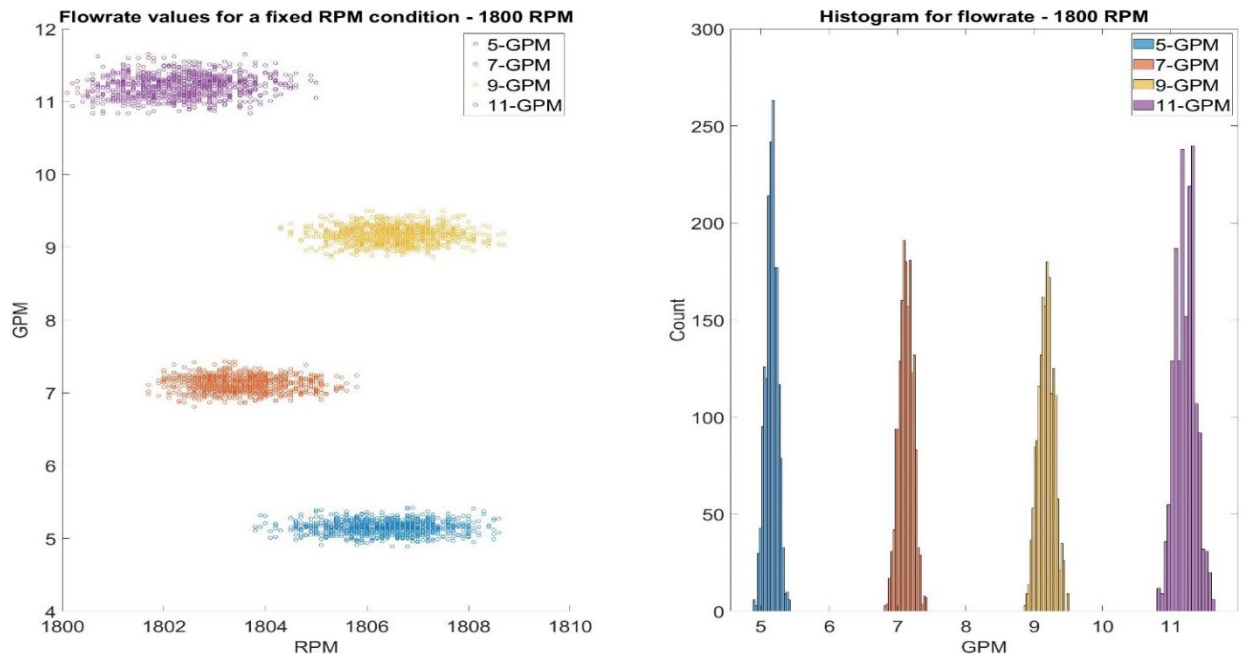 Flowrate values for a fixed RPM condition - 1800 RPM
12
11
10
9
8
7
6
5
4
GPM
1800
1802
1804
1806
1808
1810
RPM
5-GPM
7-GPM
9-GPM
11-GPM
Histogram for flowrate - 1800 RPM
300
250
200
150
100
50
0
Count
5
6
7
8
9
10
11
GPM
5-GPM
7-GPM
9-GPM
11-GPM